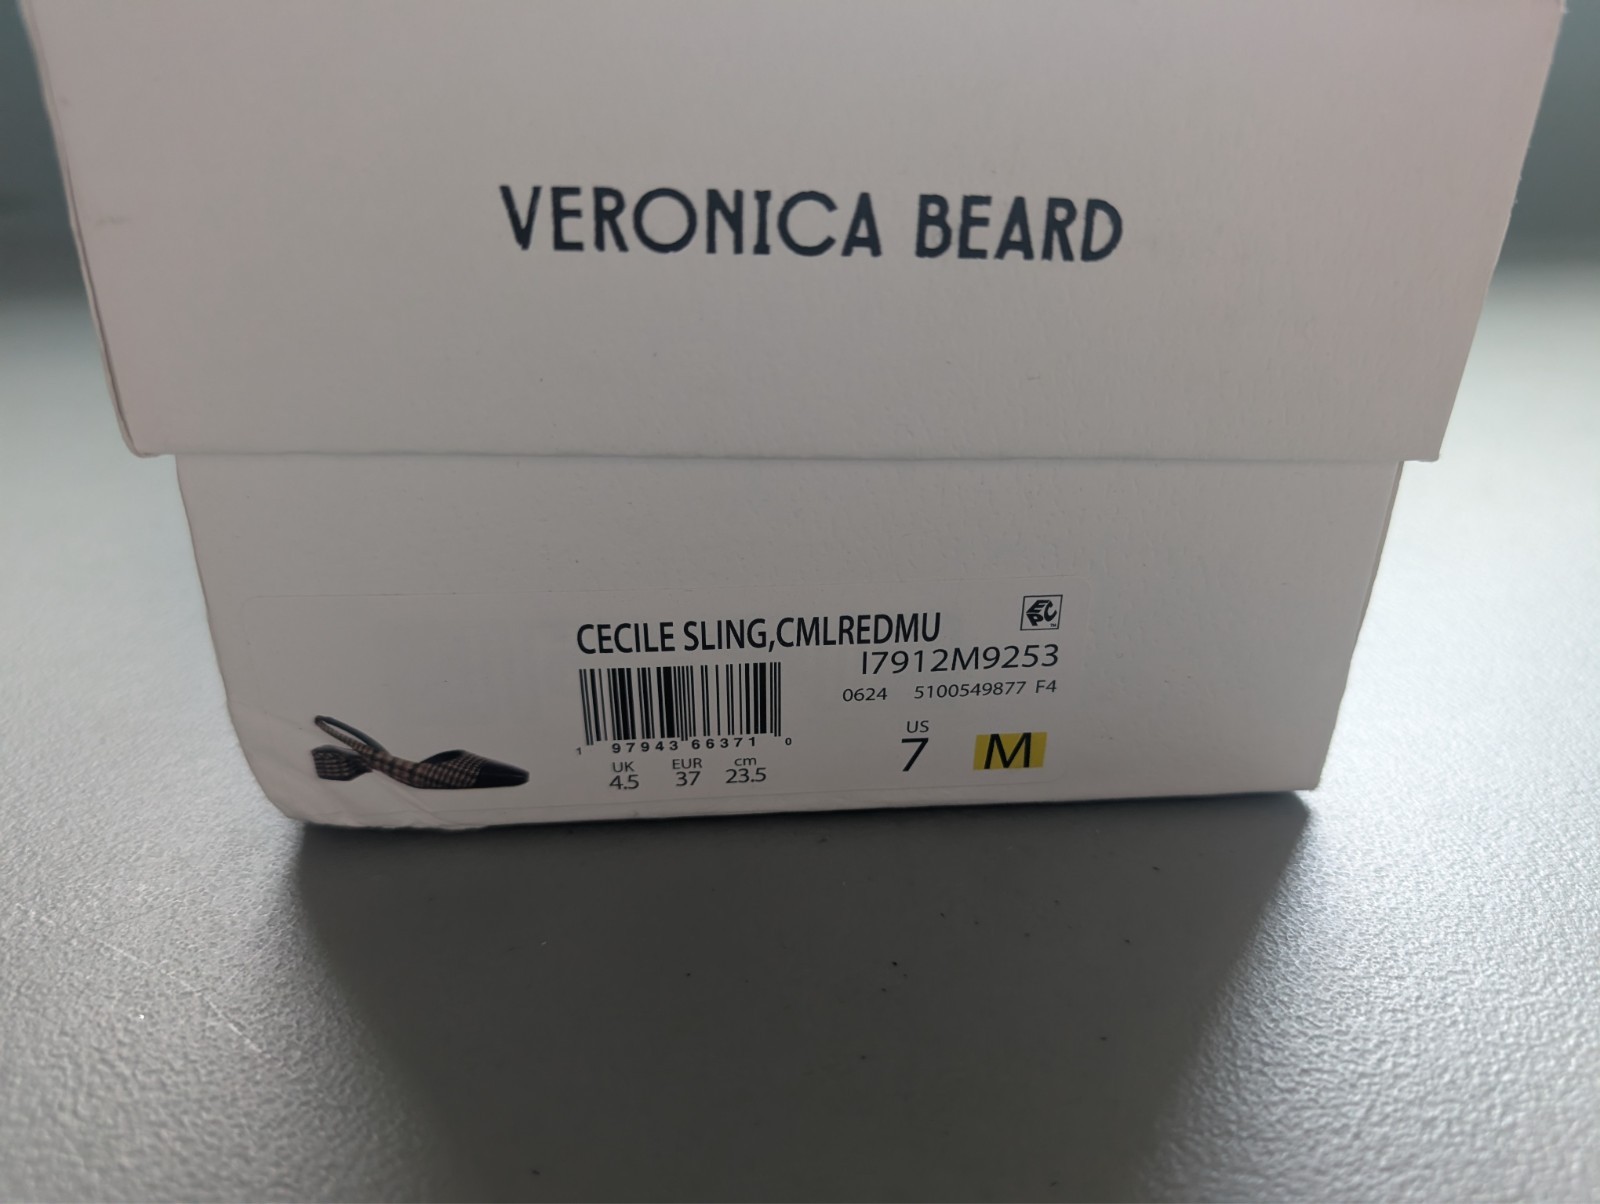 VERONICA BEARD
CECILE SLING,CMLREDMU
EPC
I7912M9253
0624 5100549877 F4
1 97943 66371 0
UK EUR cm
4.5 37 23.5
US
7 M